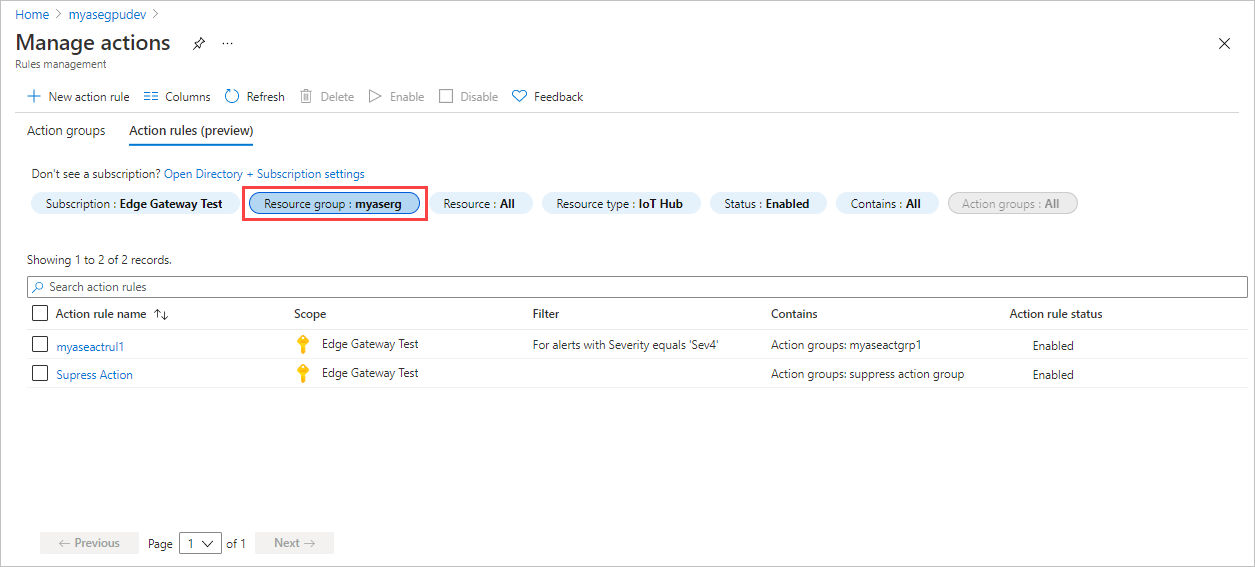 Home > myasegpudev >
Manage actions ...
Rules management
New action rule Columns Refresh Delete Enable Disable Feedback
Action groups Action rules (preview)
Don't see a subscription? Open Directory + Subscription settings
Subscription : Edge Gateway Test Resource group : myaserg Resource : All Resource type : IoT Hub Status : Enabled Contains : All Action groups : All
Showing 1 to 2 of 2 records.
Search action rules
Action rule name ↑↓ Scope Filter Contains Action rule status
myaseactrul1 Edge Gateway Test For alerts with Severity equals 'Sev4' Action groups: myaseactgrp1 Enabled
Supress Action Edge Gateway Test Action groups: suppress action group Enabled
← Previous Page 1 of 1 Next →